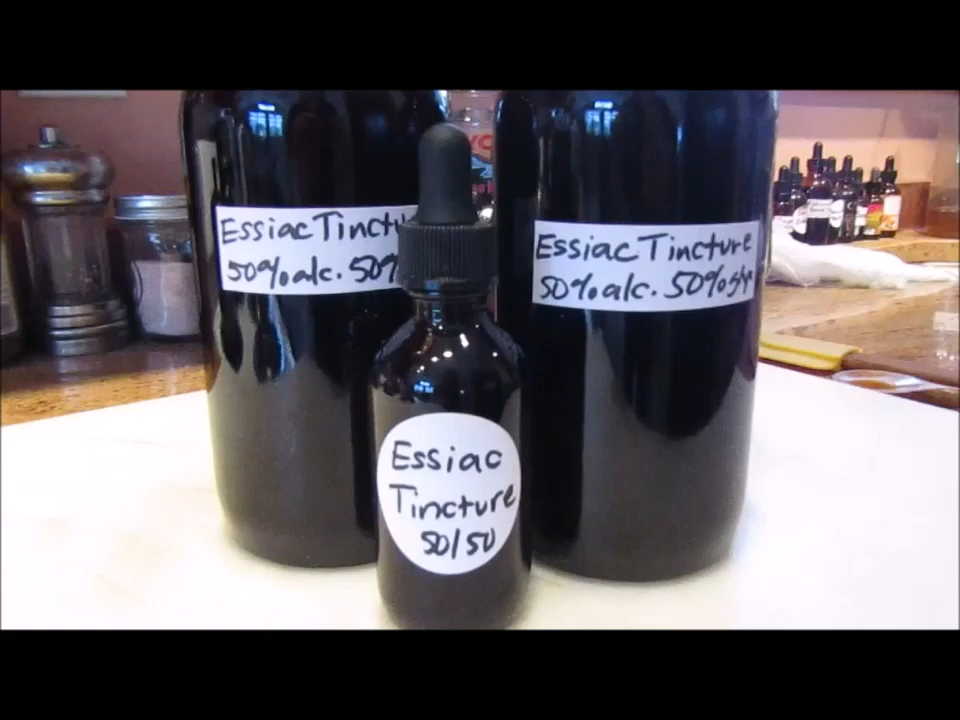 Essiac Tinctu
50% alc. 50%
Essiac Tincture
50% alc. 50%
Essiac
Tincture
50/50